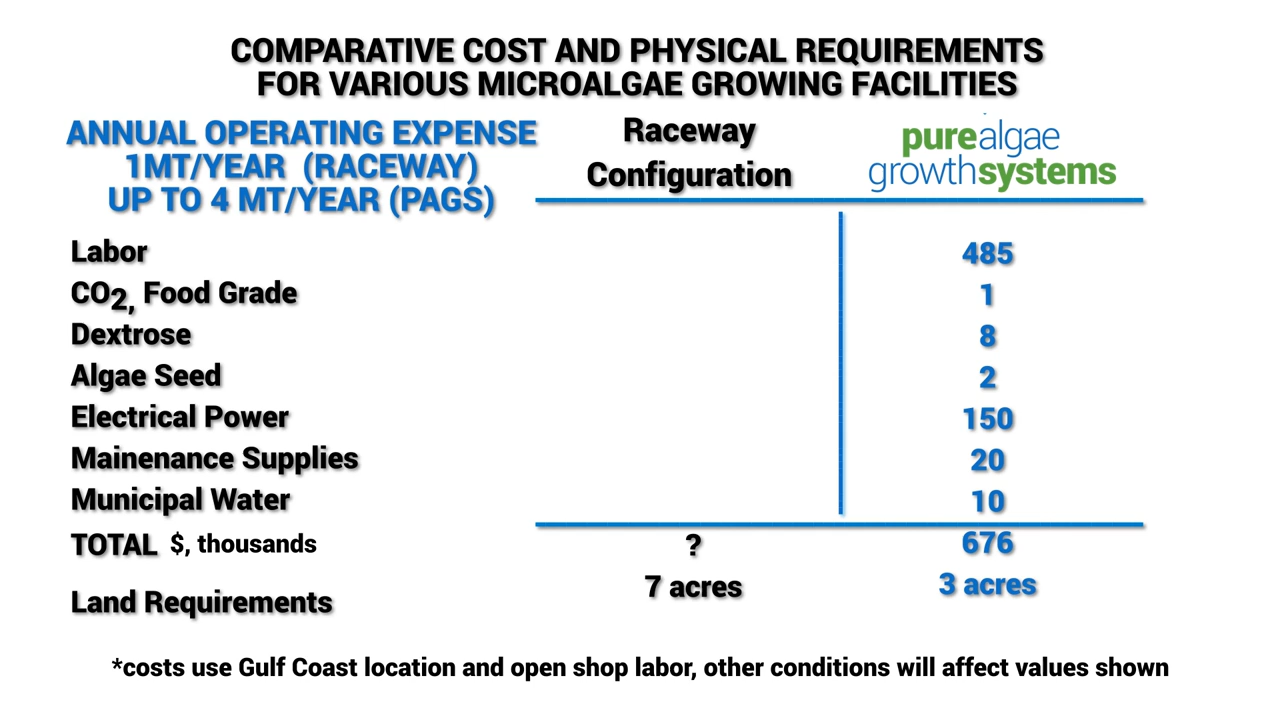 COMPARATIVE COST AND PHYSICAL REQUIREMENTS
FOR VARIOUS MICROALGAE GROWING FACILITIES
ANNUAL OPERATING EXPENSE
1MT/YEAR (RACEWAY)
UP TO 4 MT/YEAR (PAGS)
Raceway
Configuration
purealgae
growthsystems
Labor 485
CO2, Food Grade 1
Dextrose 8
Algae Seed 2
Electrical Power 150
Mainenance Supplies 20
Municipal Water 10
TOTAL $, thousands ? 676
Land Requirements 7 acres 3 acres
*costs use Gulf Coast location and open shop labor, other conditions will affect values shown